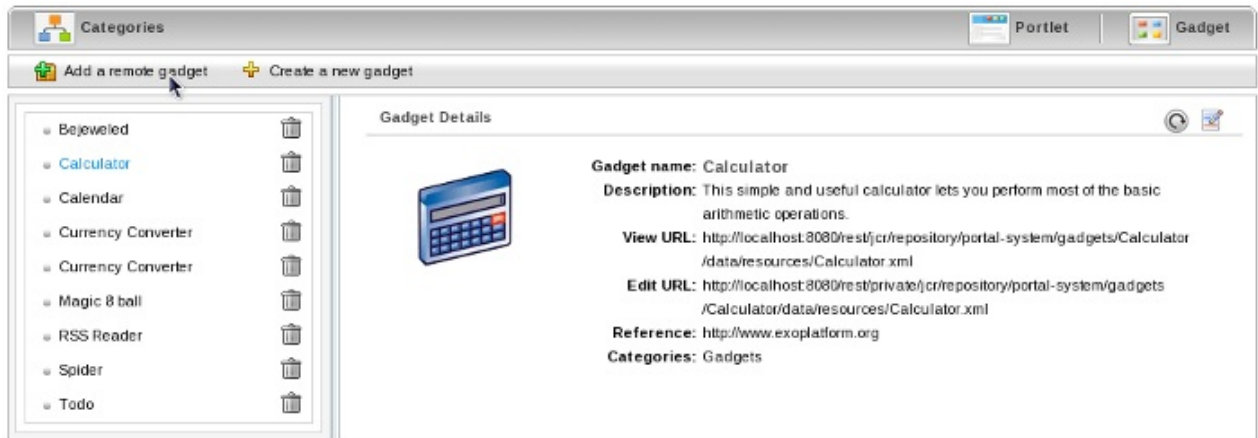 Categories
Portlet
Gadget
Add a remote gadget
Create a new gadget
Bejeweled
Calculator
Calendar
Currency Converter
Currency Converter
Magic 8 ball
RSS Reader
Spider
Todo
Gadget Details
Gadget name: Calculator
Description: This simple and useful calculator lets you perform most of the basic
arithmetic operations.
View URL: http://localhost:8080/rest/jcr/repository/portal-system/gadgets/Calculator
/data/resources/Calculator.xml
Edit URL: http://localhost:8080/rest/private/jcr/repository/portal-system/gadgets
/Calculator/data/resources/Calculator.xml
Reference: http://www.exoplatform.org
Categories: Gadgets